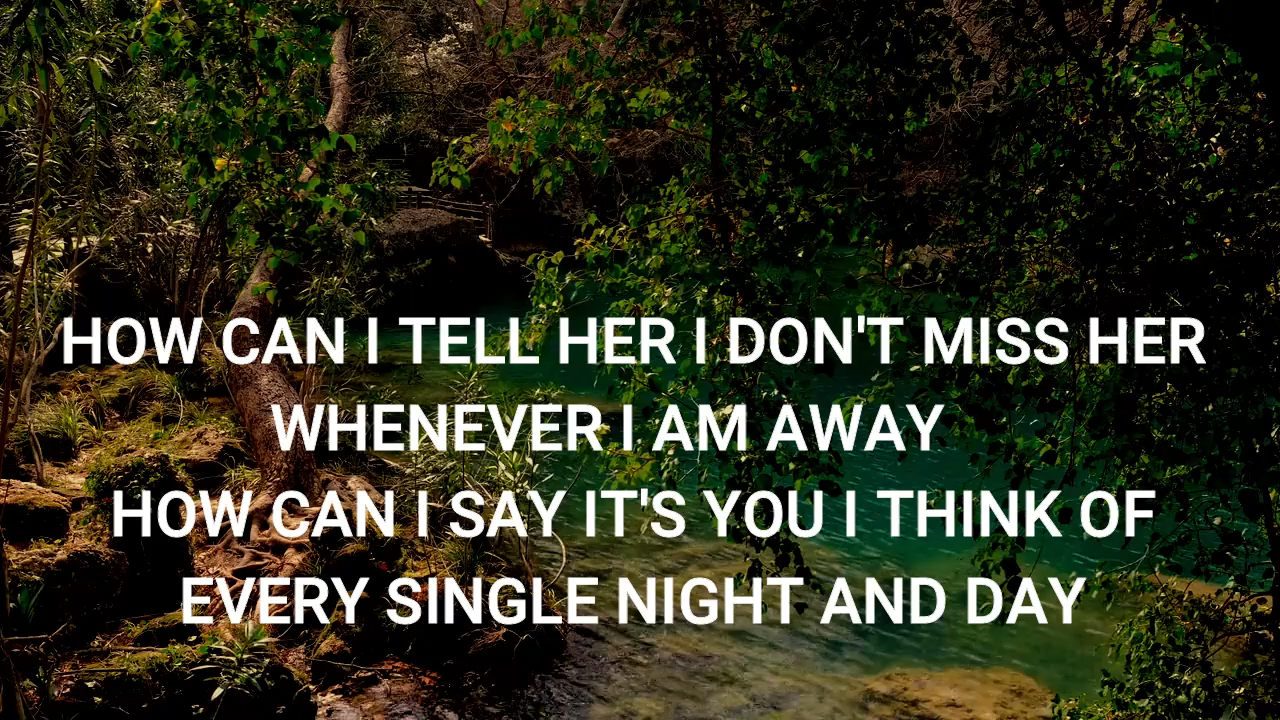 HOW CAN I TELL HER I DON'T MISS HER
WHENEVER I AM AWAY
HOW CAN I SAY IT'S YOU I THINK OF
EVERY SINGLE NIGHT AND DAY